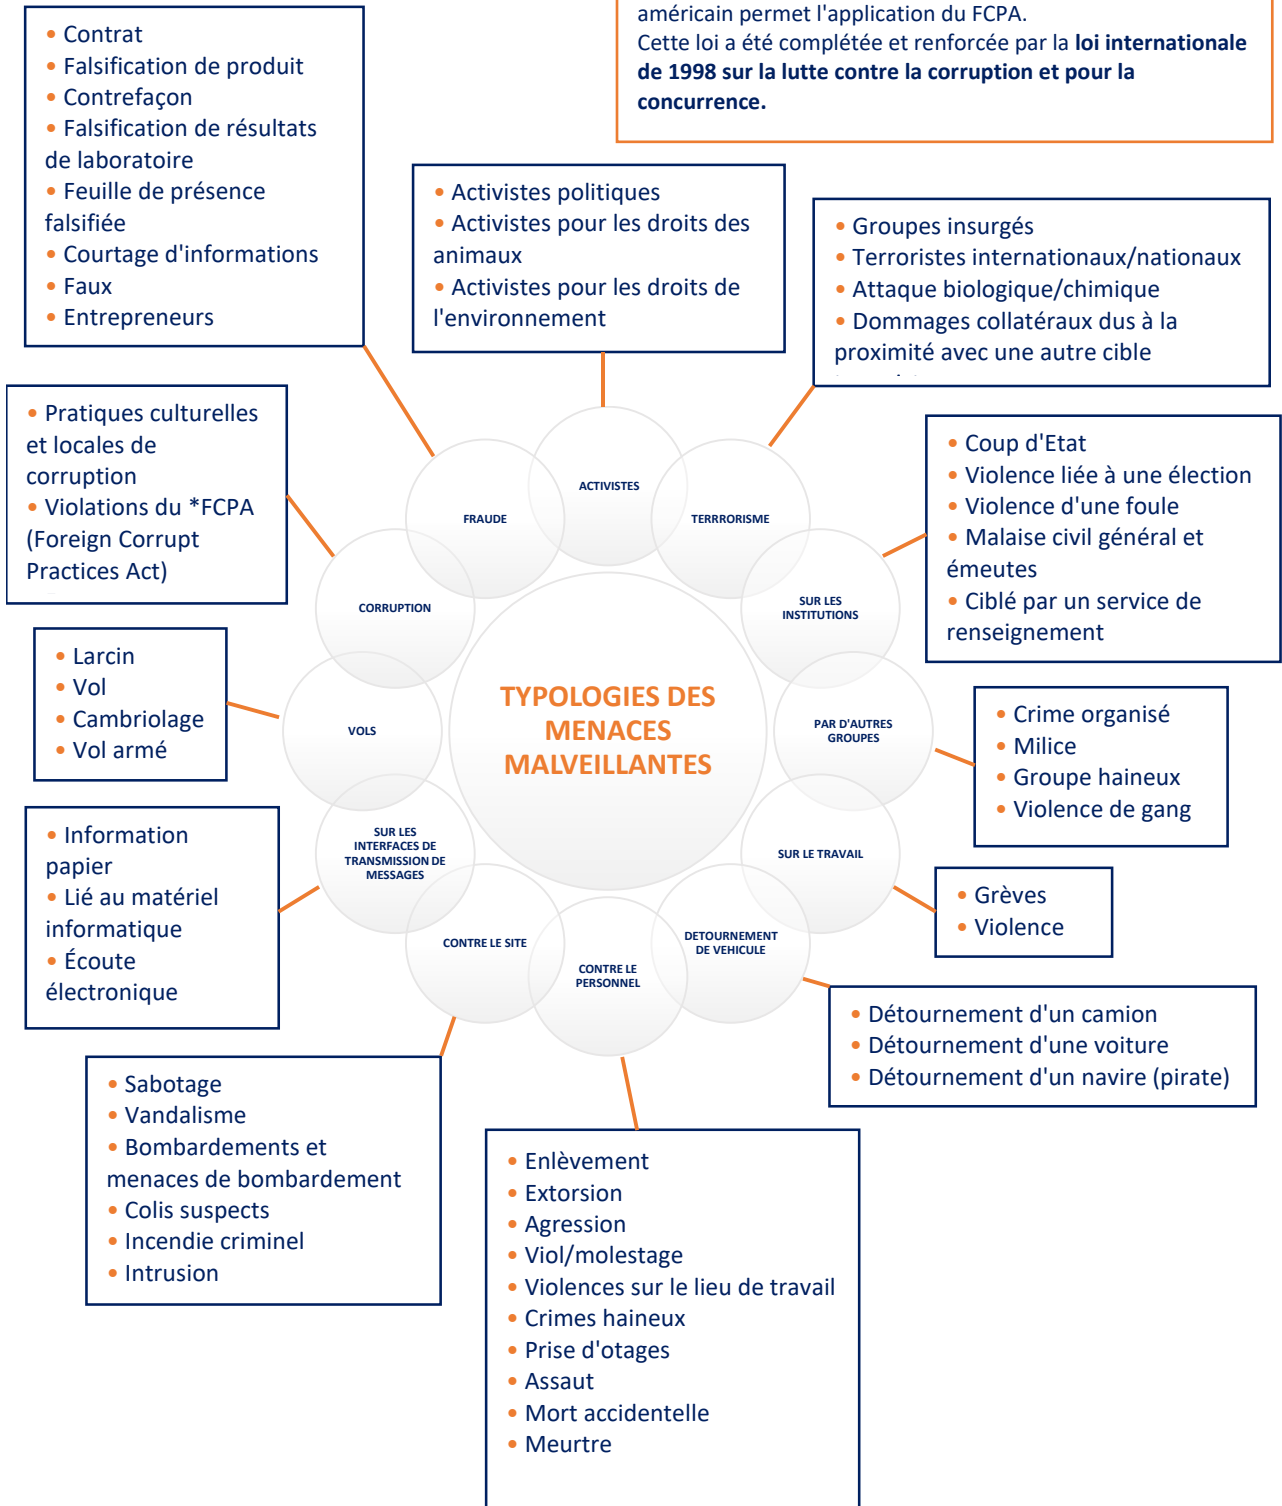 américain permet l'application du FCPA.
Cette loi a été complétée et renforcée par la loi internationale
de 1998 sur la lutte contre la corruption et pour la
concurrence.
• Contrat
• Falsification de produit
• Contrefaçon
• Falsification de résultats
de laboratoire
• Feuille de présence
falsifiée
• Courtage d'informations
• Faux
• Entrepreneurs
• Activistes politiques
• Activistes pour les droits des
animaux
• Activistes pour les droits de
l'environnement
• Groupes insurgés
• Terroristes internationaux/nationaux
• Attaque biologique/chimique
• Dommages collatéraux dus à la
proximité avec une autre cible
• Pratiques culturelles
et locales de
corruption
• Violations du *FCPA
(Foreign Corrupt
Practices Act)
• Coup d'Etat
• Violence liée à une élection
• Violence d'une foule
• Malaise civil général et
émeutes
• Ciblé par un service de
renseignement
ACTIVISTES
FRAUDE
TERRRORISME
CORRUPTION
SUR LES
INSTITUTIONS
VOLS
TYPOLOGIES DES
MENACES
MALVEILLANTES
PAR D'AUTRES
GROUPES
SUR LES
INTERFACES DE
TRANSMISSION DE
MESSAGES
SUR LE TRAVAIL
CONTRE LE SITE
CONTRE LE
PERSONNEL
DETOURNEMENT
DE VEHICULE
• Larcin
• Vol
• Cambriolage
• Vol armé
• Crime organisé
• Milice
• Groupe haineux
• Violence de gang
• Information
papier
• Lié au matériel
informatique
• Écoute
électronique
• Grèves
• Violence
• Détournement d'un camion
• Détournement d'une voiture
• Détournement d'un navire (pirate)
• Sabotage
• Vandalisme
• Bombardements et
menaces de bombardement
• Colis suspects
• Incendie criminel
• Intrusion
• Enlèvement
• Extorsion
• Agression
• Viol/molestage
• Violences sur le lieu de travail
• Crimes haineux
• Prise d'otages
• Assaut
• Mort accidentelle
• Meurtre